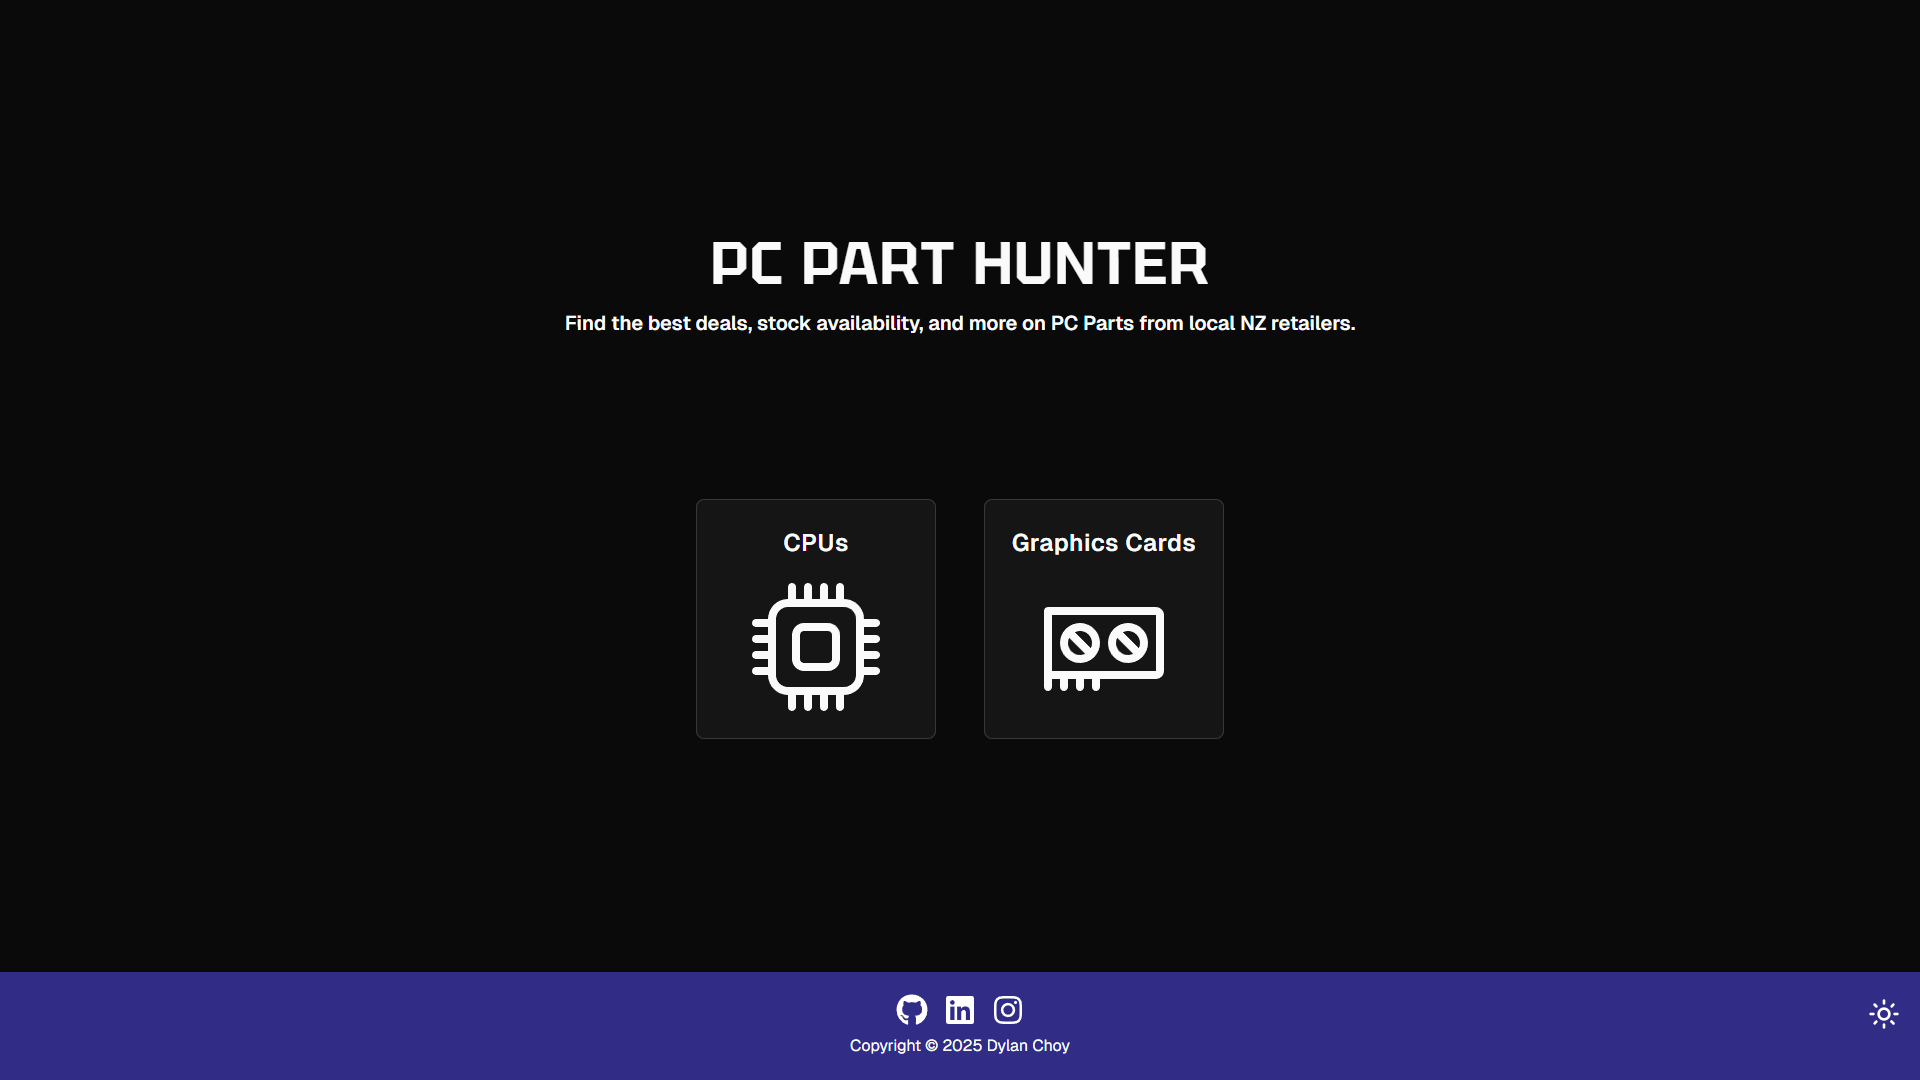 PC PART HUNTER
Find the best deals, stock availability, and more on PC Parts from local NZ retailers.
CPUs
Graphics Cards
in
Copyright © 2025 Dylan Choy